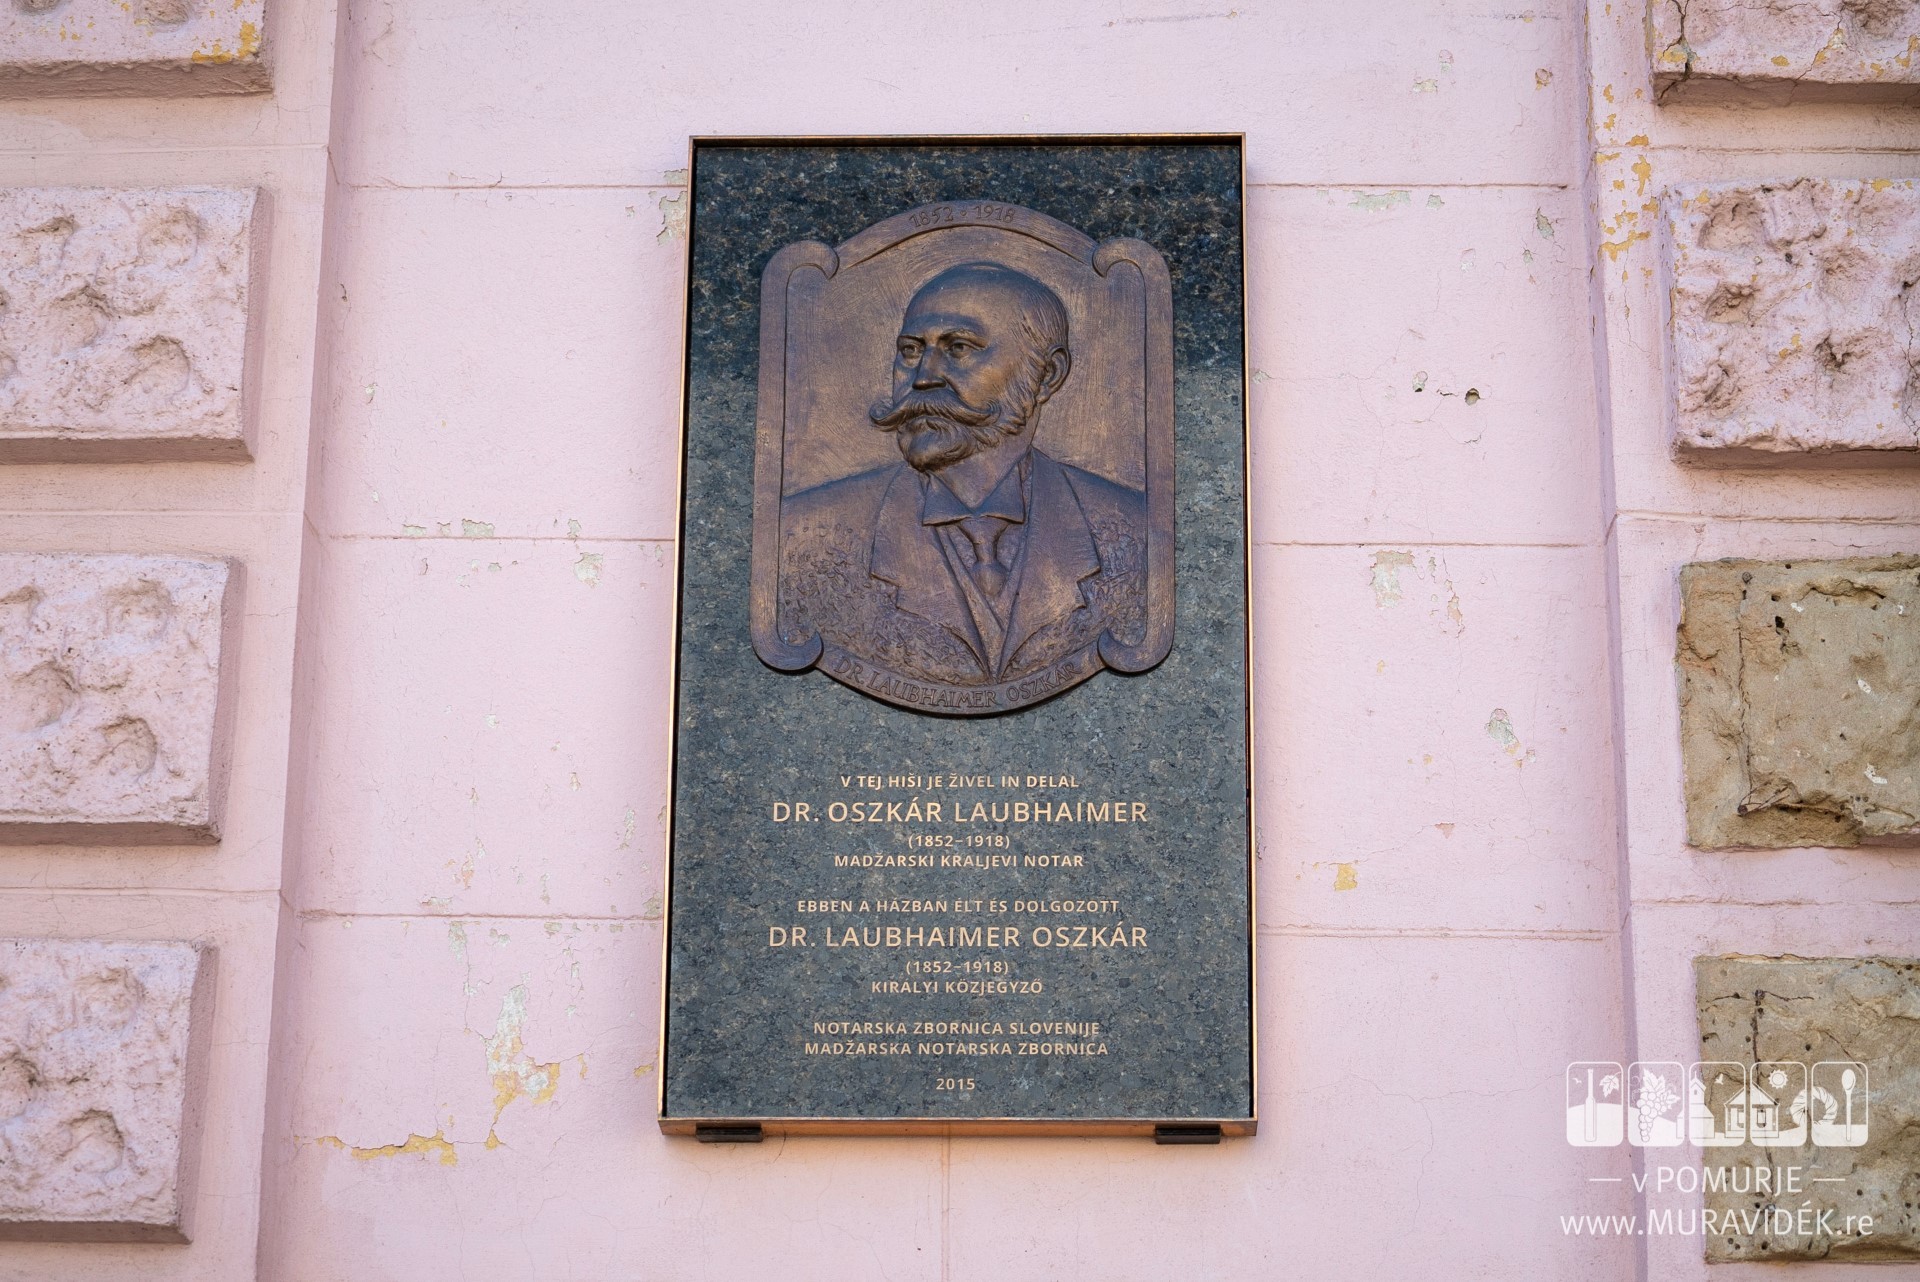 1852 · 1918
DR. LAUBHAIMER OSZKÁR
V TEJ HIŠI JE ŽIVEL IN DELAL
DR. OSZKÁR LAUBHAIMER
(1852–1918)
MADŽARSKI KRALJEVI NOTAR
EBBEN A HÁZBAN ÉLT ÉS DOLGOZOTT
DR. LAUBHAIMER OSZKÁR
(1852–1918)
KIRÁLYI KÖZJEGYZŐ
NOTARSKA ZBORNICA SLOVENIJE
MADŽARSKA NOTARSKA ZBORNICA
2015
— v POMURJE —
www.MURAVIDÉK.re